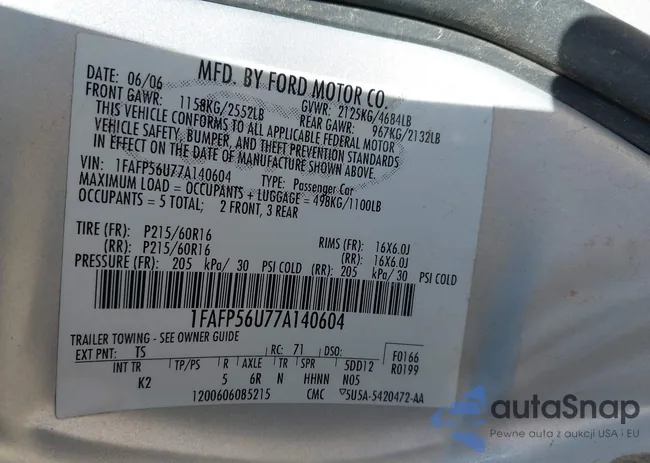 MFD. BY FORD MOTOR CO.
DATE: 06/06 GVWR: 2125KG/4684LB
FRONT GAWR: 1158KG/2552LB REAR GAWR: 967KG/2132LB
THIS VEHICLE CONFORMS TO ALL APPLICABLE FEDERAL MOTOR
VEHICLE SAFETY, BUMPER, AND THEFT PREVENTION STANDARDS
IN EFFECT ON THE DATE OF MANUFACTURE SHOWN ABOVE.
VIN: 1FAFP56U77A140604 TYPE: Passenger Car
MAXIMUM LOAD = OCCUPANTS + LUGGAGE = 498KG/1100LB
OCCUPANTS = 5 TOTAL; 2 FRONT, 3 REAR
TIRE (FR): P215/60R16 RIMS (FR): 16X6.0J
(RR): P215/60R16 (RR): 16X6.0J
PRESSURE (FR): 205 kPa/ 30 PSI COLD (RR): 205 kPa/ 30 PSI COLD
1FAFP56U77A140604
TRAILER TOWING - SEE OWNER GUIDE
EXT PNT: TS RC: 71 DSO: F0166
R0199
INT TR TP/PS R AXLE TR SPR 5DD12
K2 5 6R N HHNN N05
1200606085215 CMC 5U5A-5420472-AA
autoSnap
Pewne auta z aukcji USA i EU